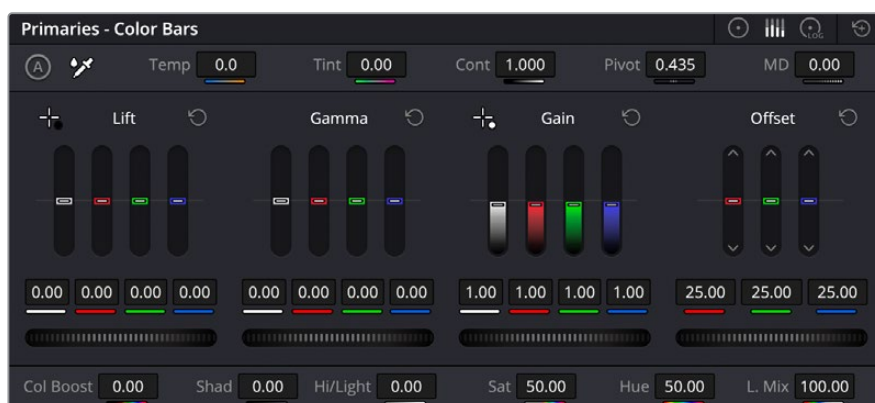 Primaries - Color Bars
LOG
A Temp 0.0 Tint 0.00 Cont 1.000 Pivot 0.435 MD 0.00
Lift Gamma Gain Offset
0.00 0.00 0.00 0.00 0.00 0.00 0.00 0.00 1.00 1.00 1.00 1.00 25.00 25.00 25.00
Col Boost 0.00 Shad 0.00 Hi/Light 0.00 Sat 50.00 Hue 50.00 L. Mix 100.00